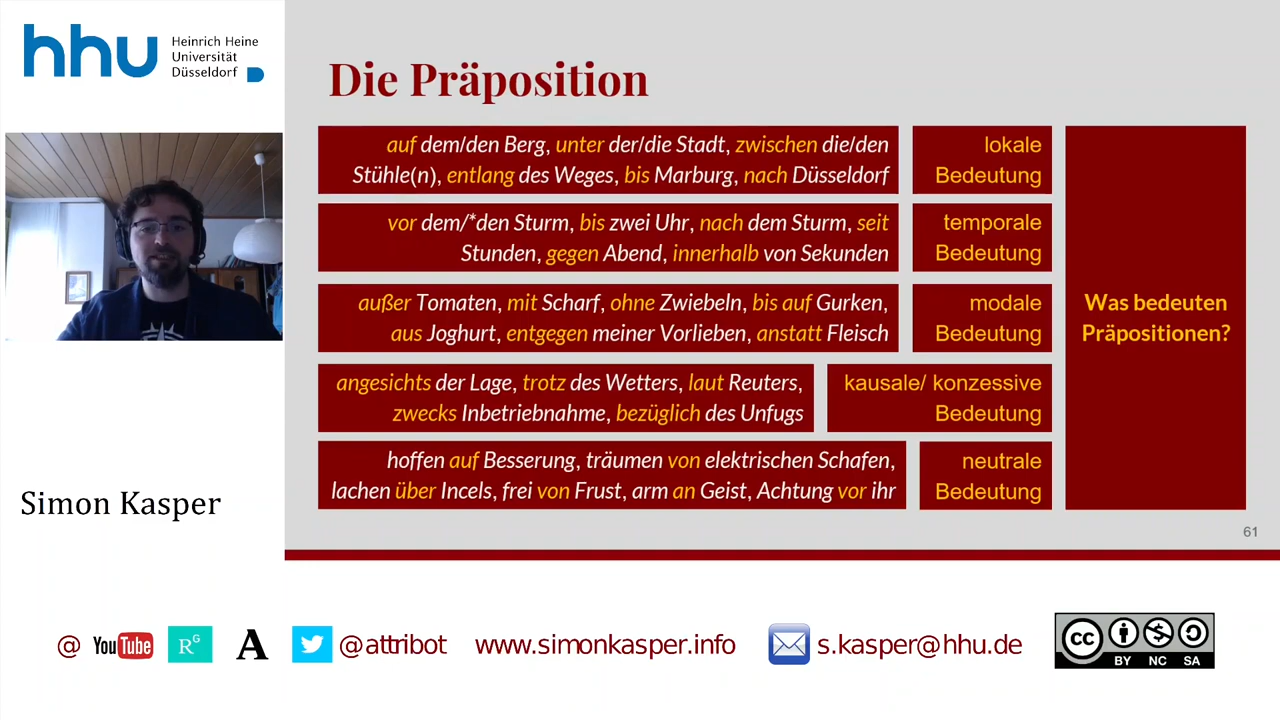 hhu
Heinrich Heine
Universität
Düsseldorf
Die Präposition
auf dem/den Berg, unter der/die Stadt, zwischen die/den
Stühle(n), entlang des Weges, bis Marburg, nach Düsseldorf
lokale
Bedeutung
vor dem/*den Sturm, bis zwei Uhr, nach dem Sturm, seit
Stunden, gegen Abend, innerhalb von Sekunden
temporale
Bedeutung
außer Tomaten, mit Scharf, ohne Zwiebeln, bis auf Gurken,
aus Joghurt, entgegen meiner Vorlieben, anstatt Fleisch
modale
Bedeutung
angesichts der Lage, trotz des Wetters, laut Reuters,
zwecks Inbetriebnahme, bezüglich des Unfugs
kausale/ konzessive
Bedeutung
hoffen auf Besserung, träumen von elektrischen Schafen,
lachen über Incels, frei von Frust, arm an Geist, Achtung vor ihr
neutrale
Bedeutung
Was bedeuten
Präpositionen?
61
Simon Kasper
@ YouTube RG A @attribot www.simonkasper.info s.kasper@hhu.de
cc BY NC SA